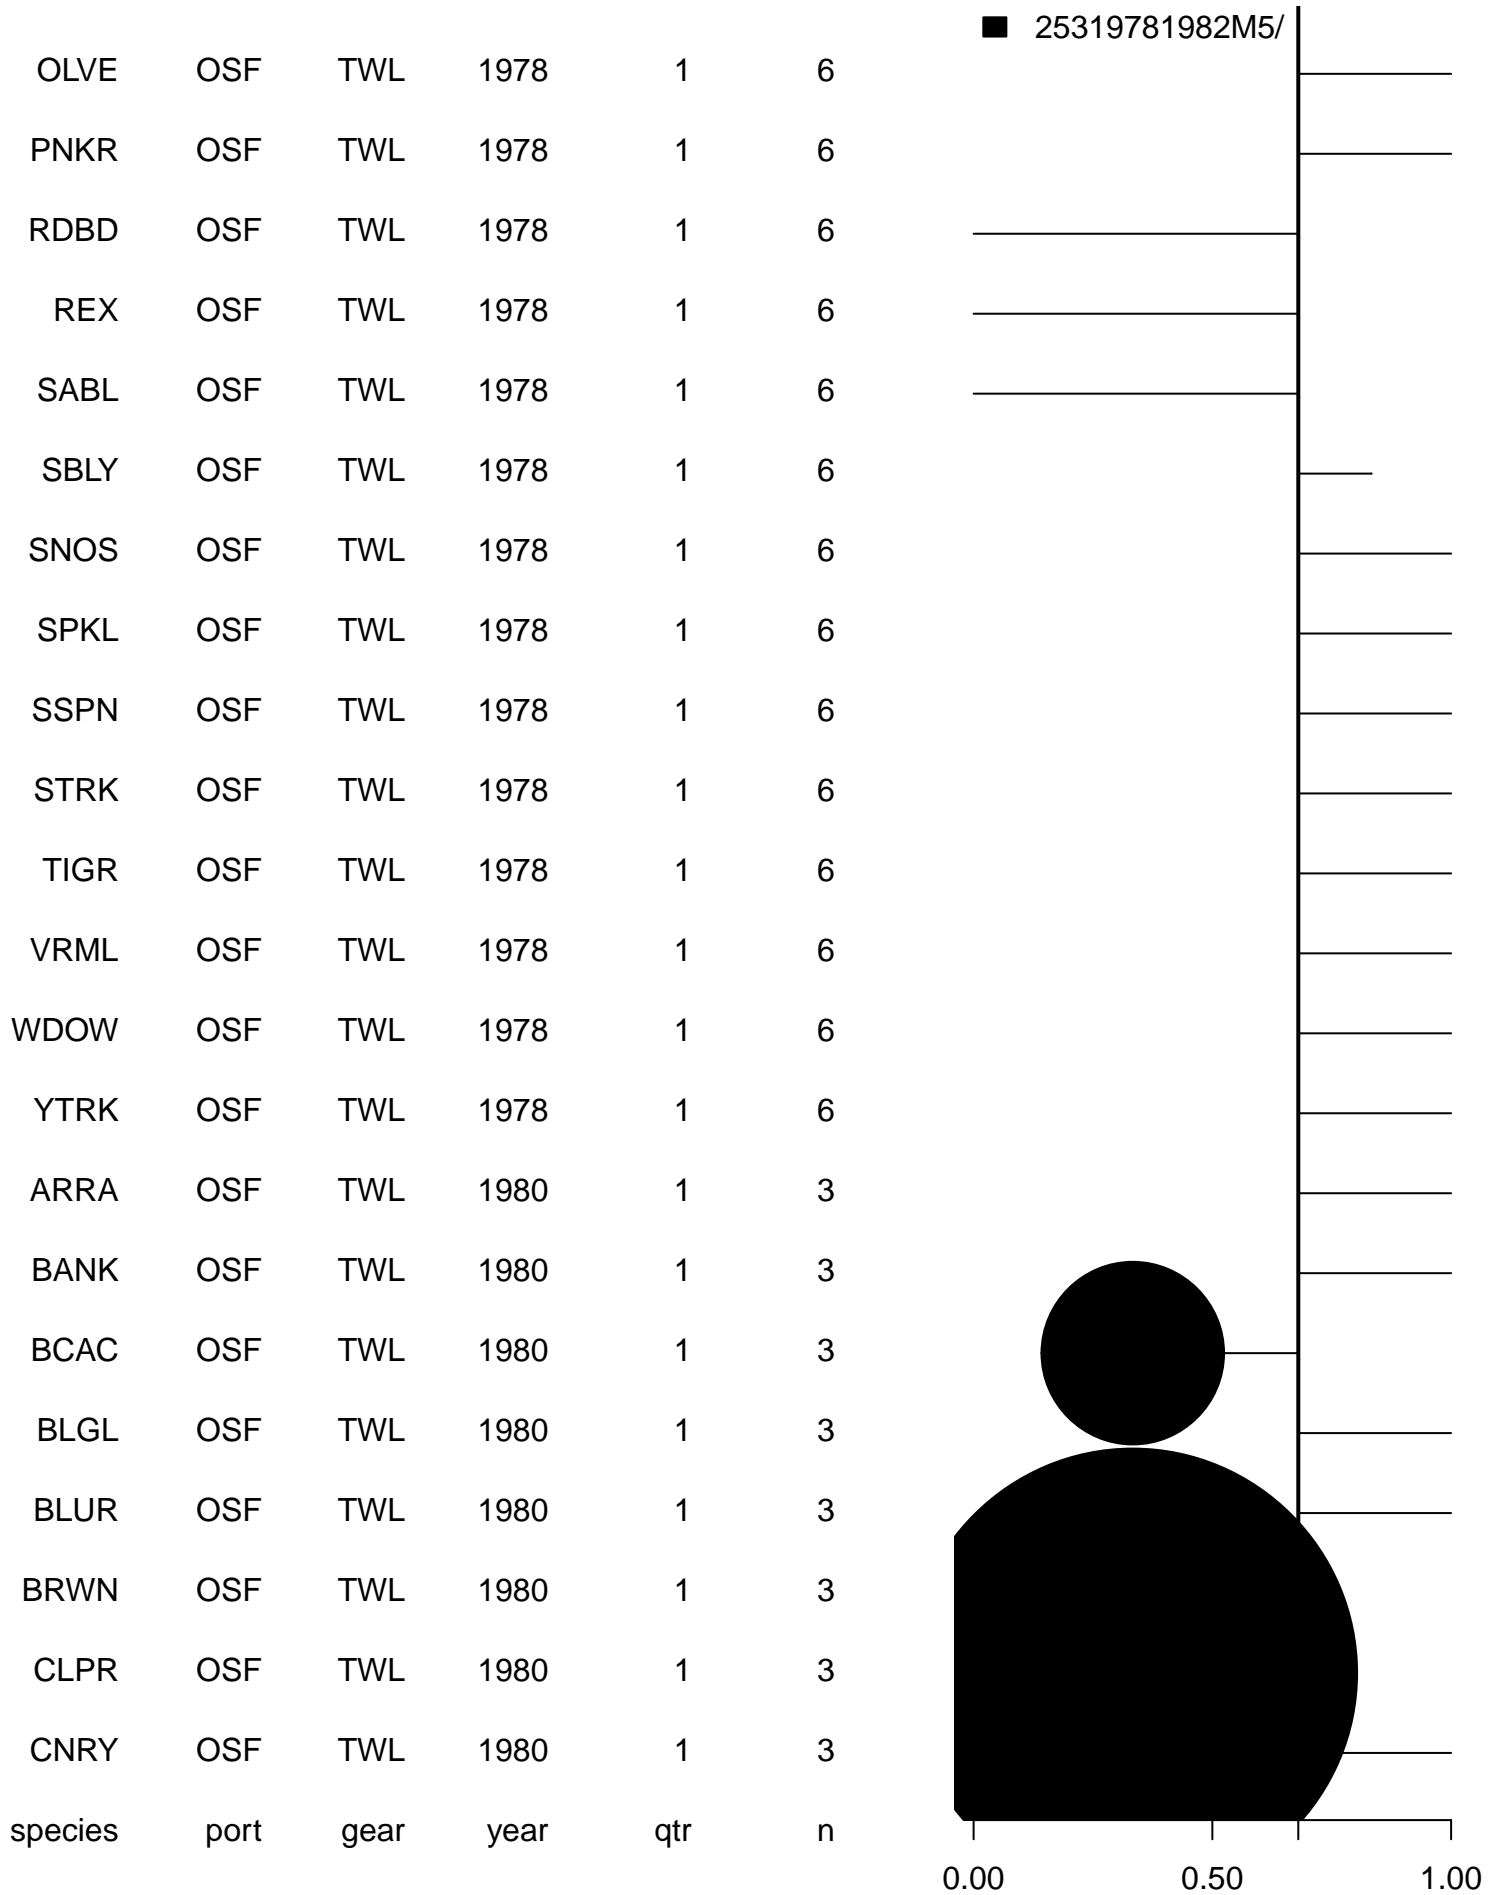 25319781982M5/
OLVE OSF TWL 1978 1 6
PNKR OSF TWL 1978 1 6
RDBD OSF TWL 1978 1 6
REX OSF TWL 1978 1 6
SABL OSF TWL 1978 1 6
SBLY OSF TWL 1978 1 6
SNOS OSF TWL 1978 1 6
SPKL OSF TWL 1978 1 6
SSPN OSF TWL 1978 1 6
STRK OSF TWL 1978 1 6
TIGR OSF TWL 1978 1 6
VRML OSF TWL 1978 1 6
WDOW OSF TWL 1978 1 6
YTRK OSF TWL 1978 1 6
ARRA OSF TWL 1980 1 3
BANK OSF TWL 1980 1 3
BCAC OSF TWL 1980 1 3
BLGL OSF TWL 1980 1 3
BLUR OSF TWL 1980 1 3
BRWN OSF TWL 1980 1 3
CLPR OSF TWL 1980 1 3
CNRY OSF TWL 1980 1 3
species port gear year qtr n
0.00 0.50 1.00